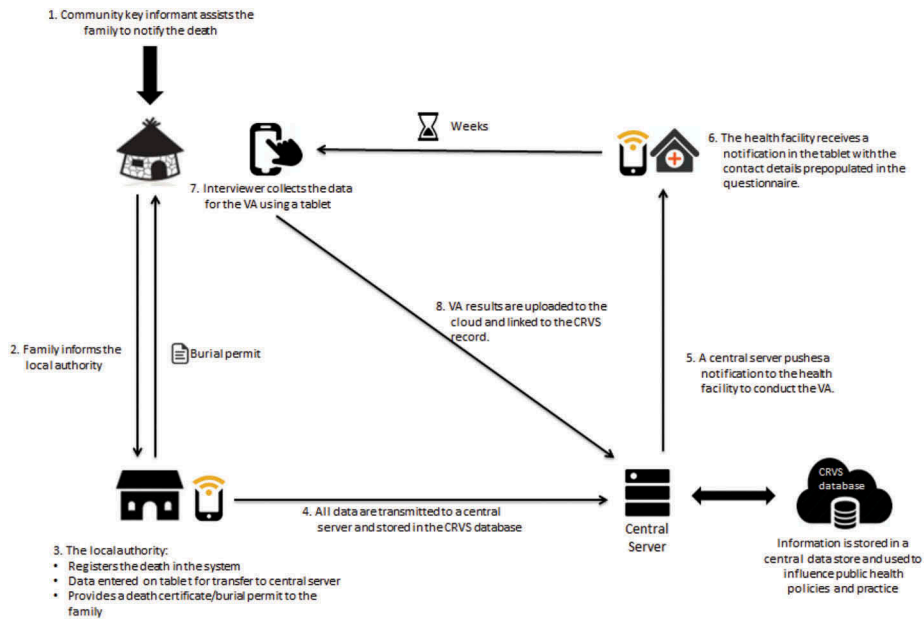 1. Community key informant assists the
family to notify the death
Weeks
6. The health facility receives a
notification in the tablet with the
contact details prepopulated in the
questionnaire.
7. Interviewer collects the data
for the VA using a tablet
8. VA results are uploaded to the
cloud and linked to the CRVS
record.
2. Family informs the
local authority
Burial permit
5. A central server pushes a
notification to the health
facility to conduct the VA.
4. All data are transmitted to a central
server and stored in the CRVS database
Central
Server
CRVS
database
Information is stored in a
central data store and used to
influence public health
policies and practice
3. The local authority:
• Registers the death in the system
• Data entered on tablet for transfer to central server
• Provides a death certificate/burial permit to the
family